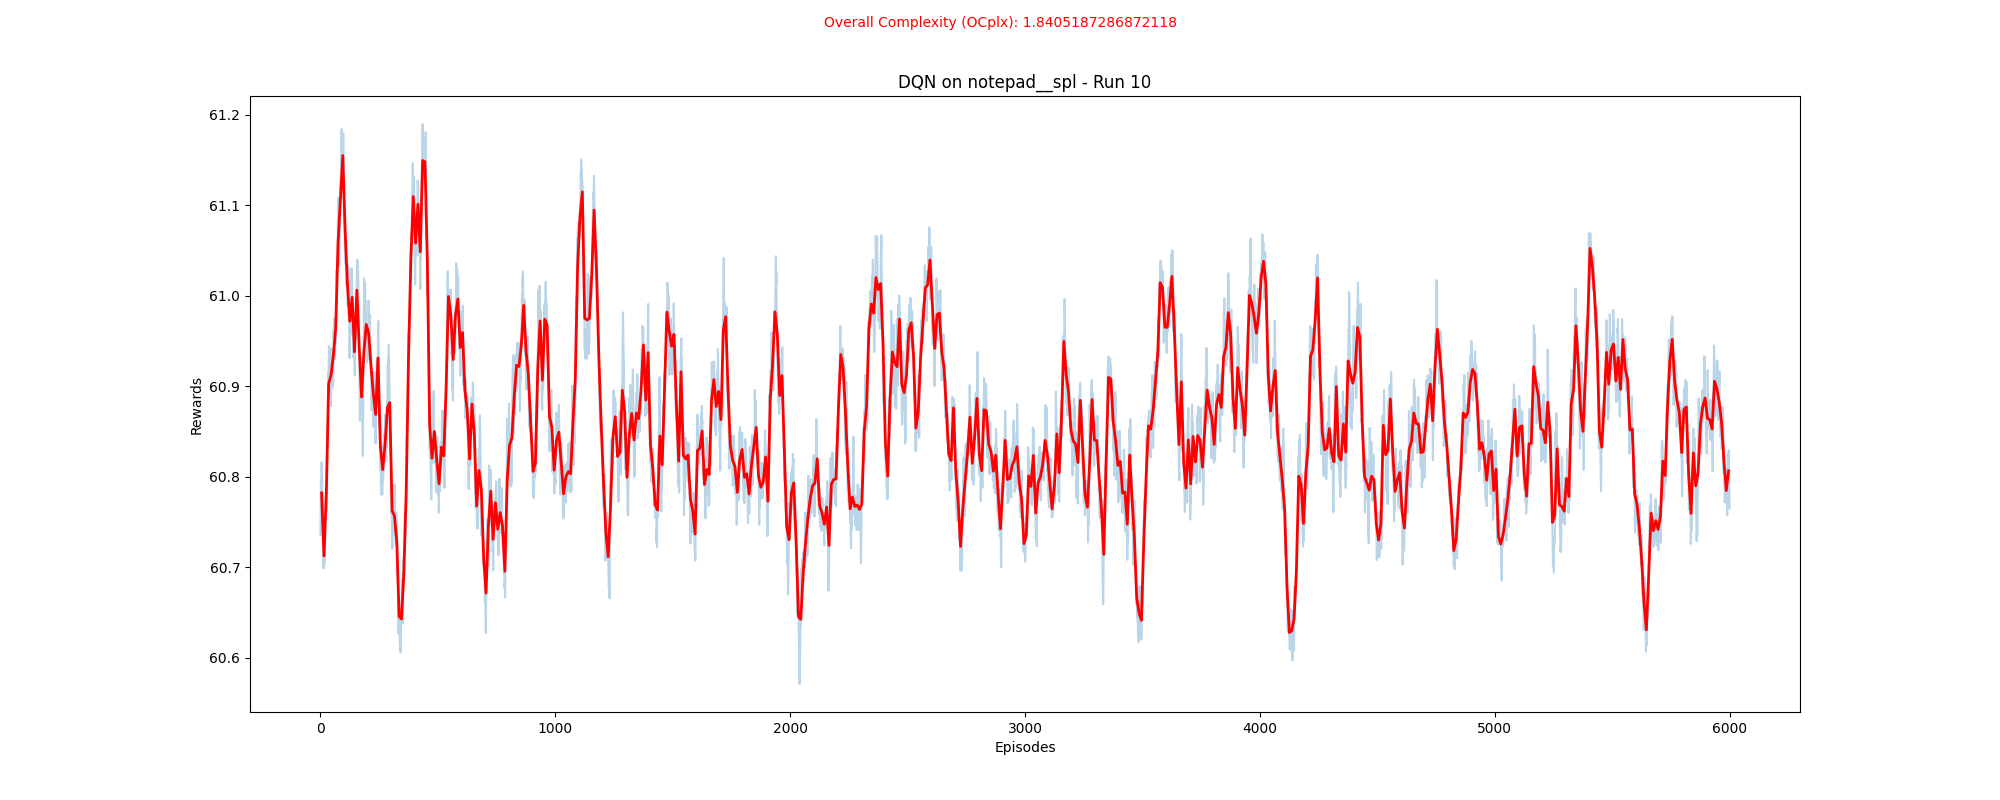 Overall Complexity (OCplx): 1.8405187286872118
DQN on notepad__spl - Run 10
61.2
61.1
61.0
60.9
60.8
60.7
60.6
Rewards
0 1000 2000 3000 4000 5000 6000
Episodes